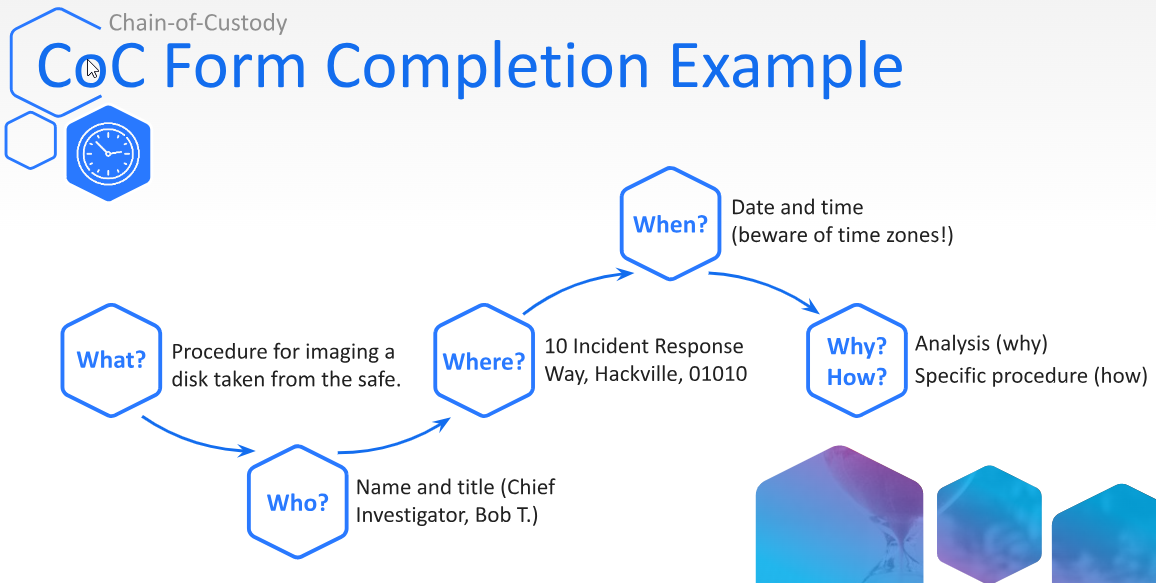 Chain-of-Custody
CoC Form Completion Example
What?
Procedure for imaging a
disk taken from the safe.
Who?
Name and title (Chief
Investigator, Bob T.)
Where?
10 Incident Response
Way, Hackville, 01010
When?
Date and time
(beware of time zones!)
Why?
How?
Analysis (why)
Specific procedure (how)